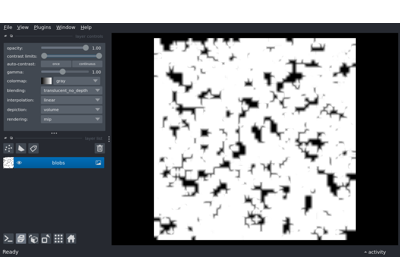 File View Plugins Window Help
opacity: 1.00
contrast limits:
auto-contrast: once continuous
gamma: 1.00
colormap: gray
blending: translucent_no_depth
interpolation: linear
depiction: volume
rendering: mip
blobs
Ready
activity